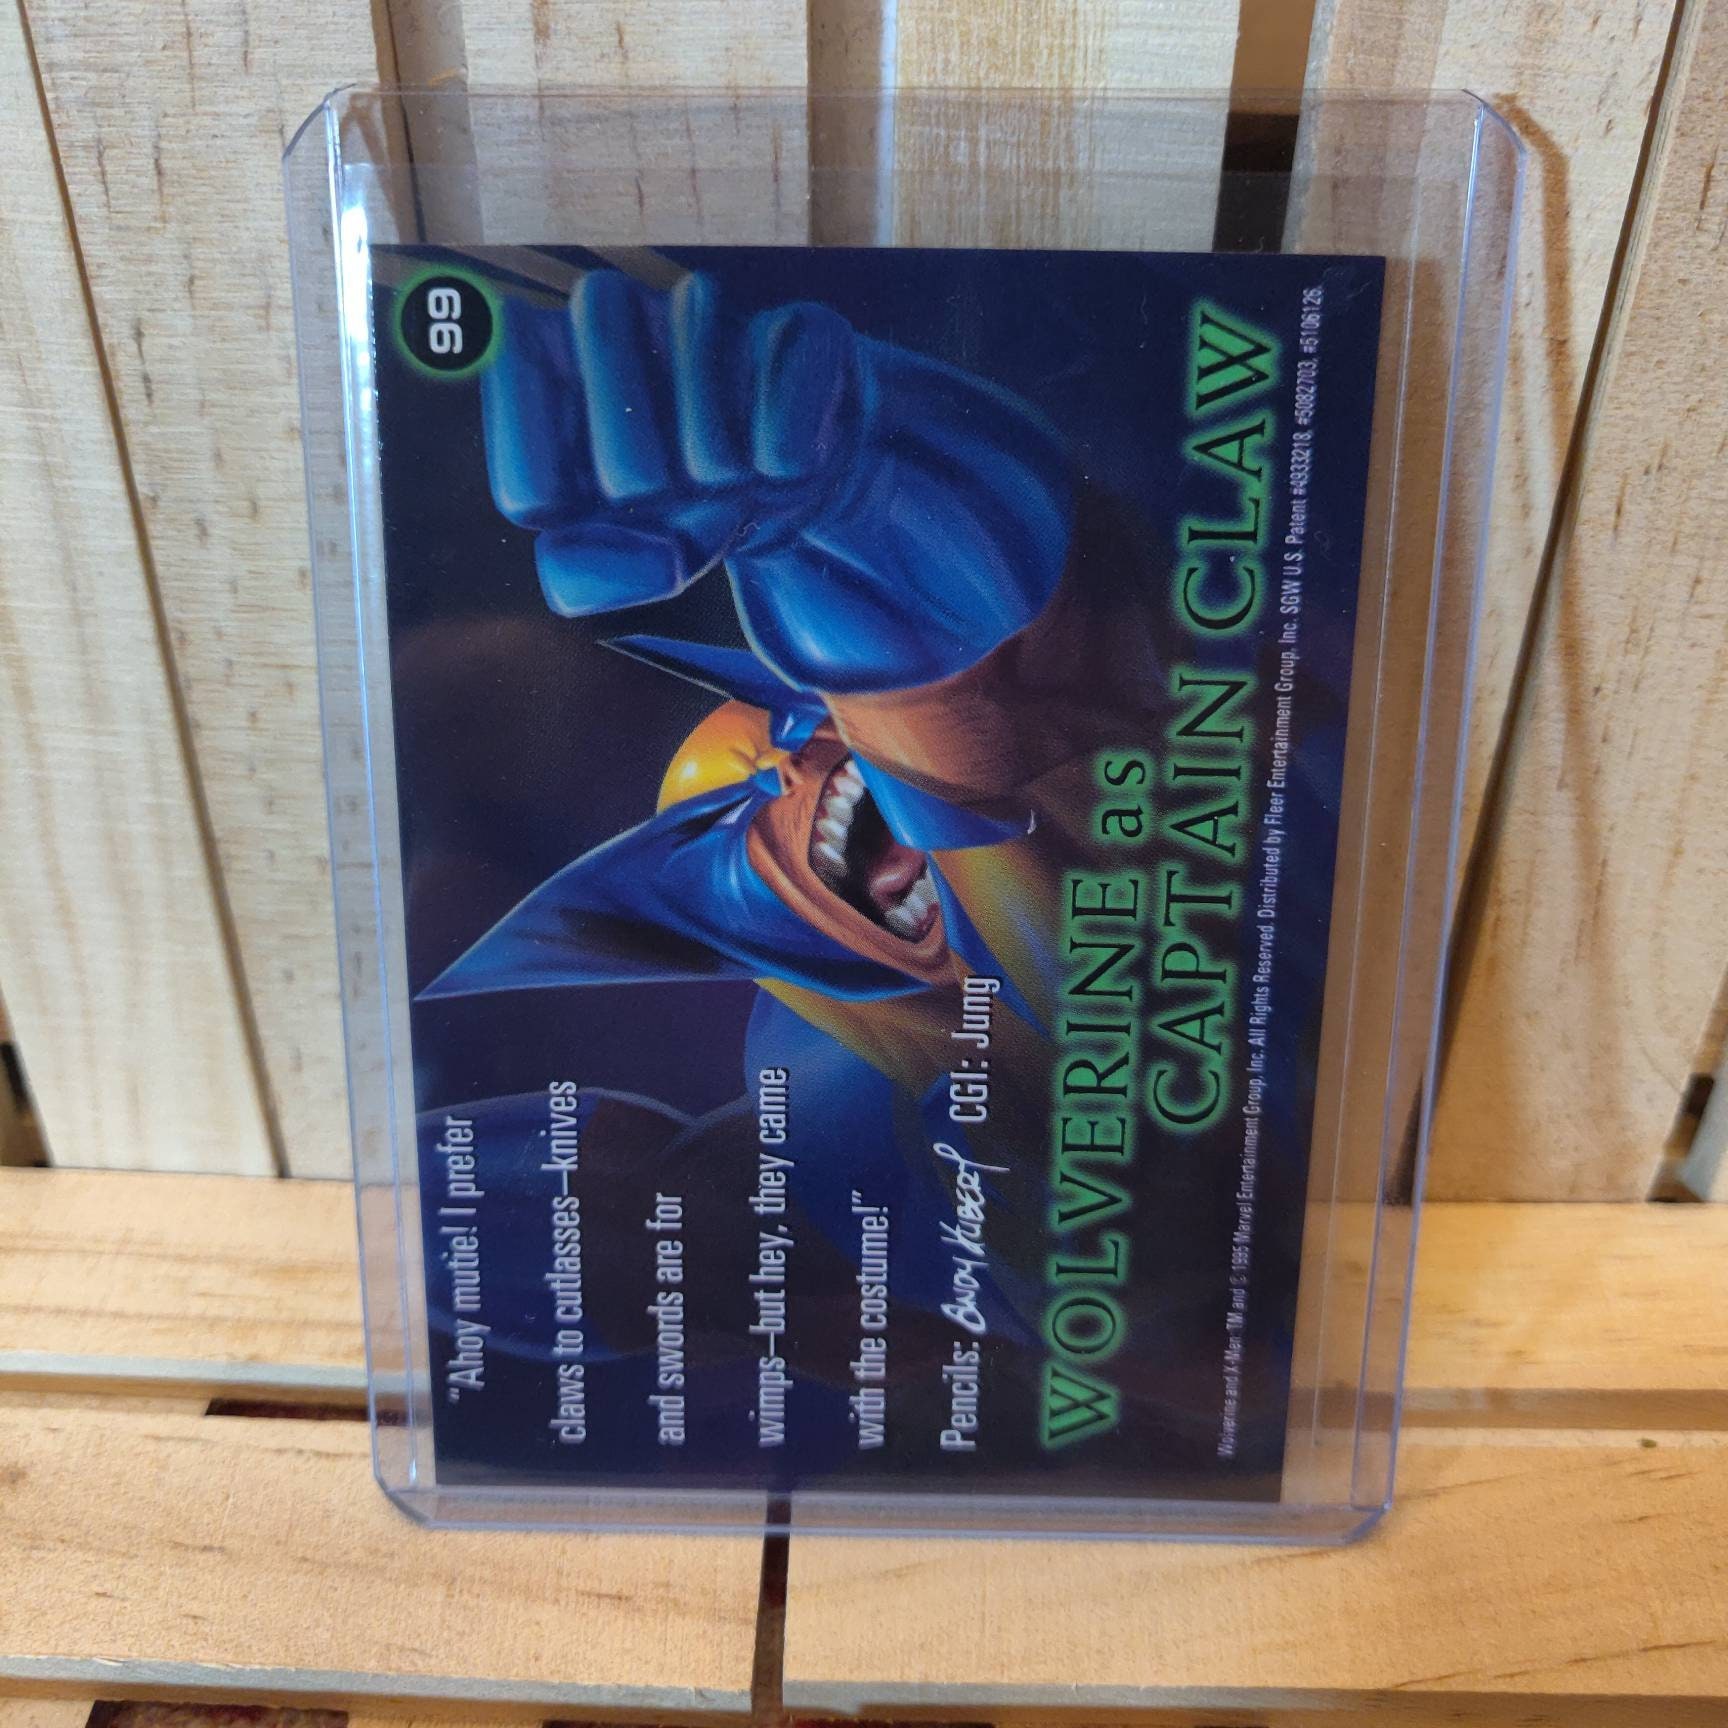 99
"Ahoy mutie! I prefer
claws to cutlasses—knives
and swords are for
wimps—but hey, they came
with the costume!"
Pencils: ANDY KUBERT CGI: Jung
WOLVERINE as
CAPTAIN CLAW
Wolverine and X-Men: TM and © 1995 Marvel Entertainment Group, Inc. All Rights Reserved. Distributed by Fleer Entertainment Group, Inc. SGW U.S. Patent #4933218, #5082703, #5106126.